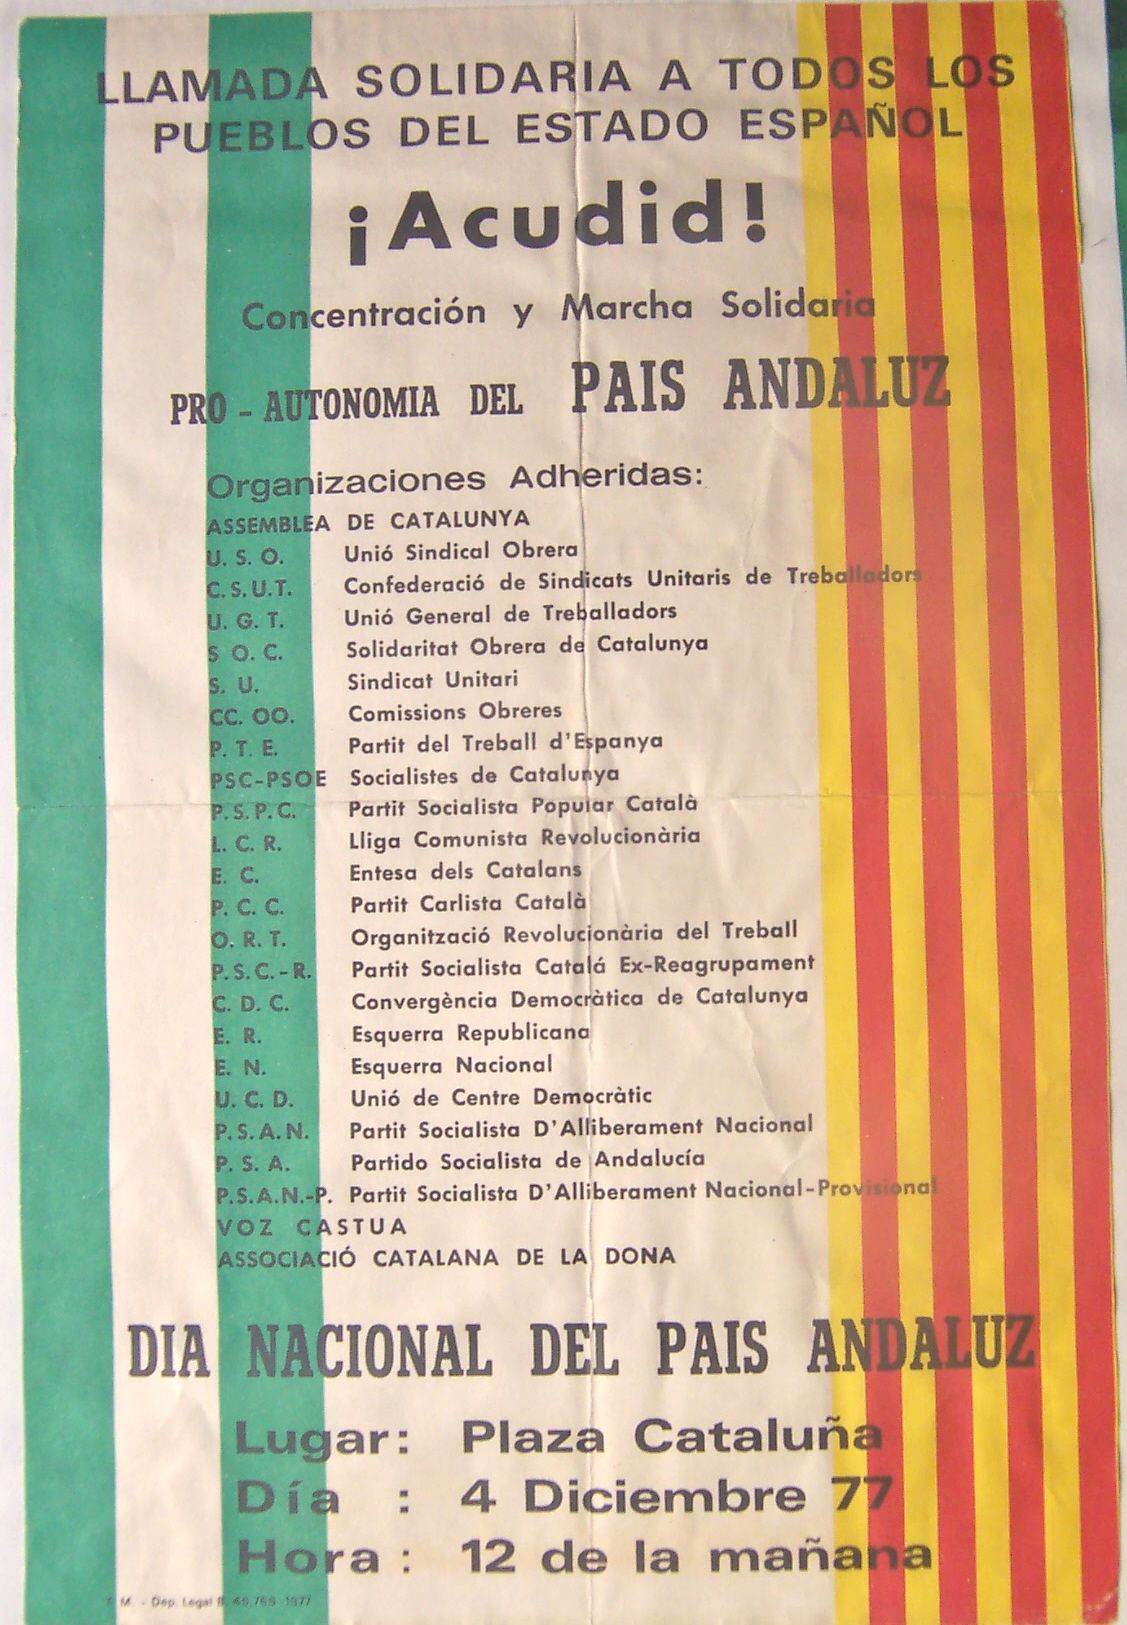 LLAMADA SOLIDARIA A TODOS LOS
PUEBLOS DEL ESTADO ESPAÑOL
¡Acudid!
Concentración y Marcha Solidaria
PRO - AUTONOMIA DEL PAIS ANDALUZ
Organizaciones Adheridas:
ASSEMBLEA DE CATALUNYA
U. S. O. Unió Sindical Obrera
C.S.U.T. Confederació de Sindicats Unitaris de Treballadors
U. G. T. Unió General de Treballadors
S O. C. Solidaritat Obrera de Catalunya
S. U. Sindicat Unitari
CC. OO. Comissions Obreres
P. T. E. Partit del Treball d'Espanya
PSC-PSOE Socialistes de Catalunya
P.S.P.C. Partit Socialista Popular Català
L. C. R. Lliga Comunista Revolucionària
E. C. Entesa dels Catalans
P. C. C. Partit Carlista Català
O. R. T. Organització Revolucionària del Treball
P.S.C.-R. Partit Socialista Catalá Ex-Reagrupament
C. D. C. Convergència Democràtica de Catalunya
E. R. Esquerra Republicana
E. N. Esquerra Nacional
U. C. D. Unió de Centre Democràtic
P.S.A.N. Partit Socialista D'Alliberament Nacional
P. S. A. Partido Socialista de Andalucía
P.S.A.N.-P. Partit Socialista D'Alliberament Nacional-Provisional
VOZ CASTUA
ASSOCIACIÓ CATALANA DE LA DONA
DIA NACIONAL DEL PAIS ANDALUZ
Lugar: Plaza Cataluña
Día : 4 Diciembre 77
Hora : 12 de la mañana
M. - Dep. Legal B. 1977